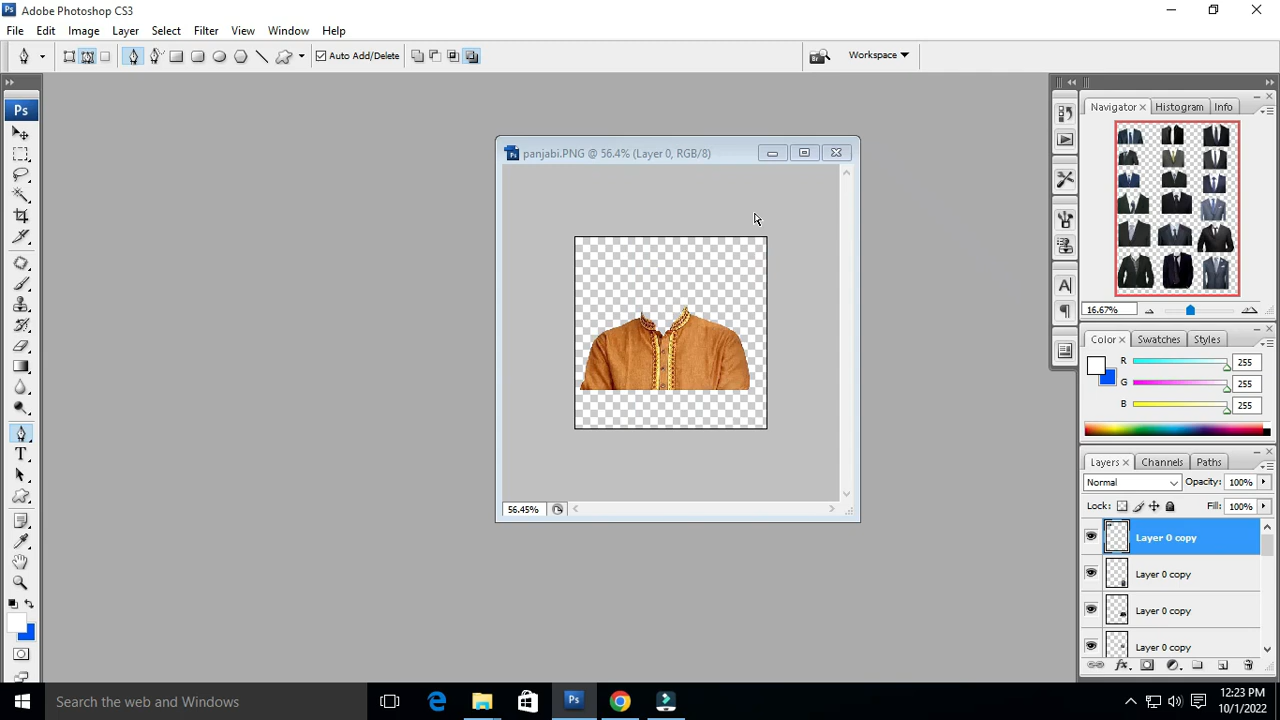 Ps Adobe Photoshop CS3
File Edit Image Layer Select Filter View Window Help
Auto Add/Delete
Br Workspace
Ps
panjabi.PNG @ 56.4% (Layer 0, RGB/8)
56.45%
T
Navigator × Histogram Info
16.67%
Color × Swatches Styles
R 255
G 255
B 255
Layers × Channels Paths
Normal Opacity: 100%
Lock: Fill: 100%
Layer 0 copy
Layer 0 copy
Layer 0 copy
Layer 0 copy
Search the web and Windows
12:23 PM
10/1/2022